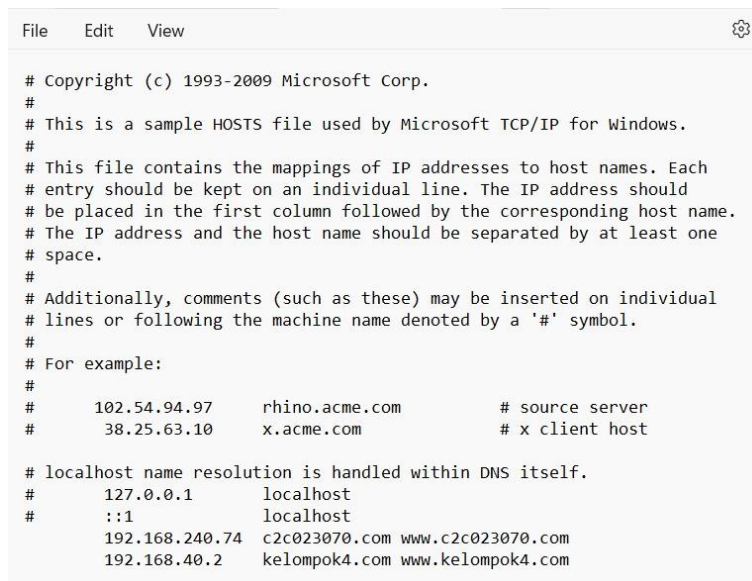 File Edit View
# Copyright (c) 1993-2009 Microsoft Corp.
#
# This is a sample HOSTS file used by Microsoft TCP/IP for Windows.
#
# This file contains the mappings of IP addresses to host names. Each
# entry should be kept on an individual line. The IP address should
# be placed in the first column followed by the corresponding host name.
# The IP address and the host name should be separated by at least one
# space.
#
# Additionally, comments (such as these) may be inserted on individual
# lines or following the machine name denoted by a '#' symbol.
#
# For example:
#
#      102.54.94.97     rhino.acme.com          # source server
#       38.25.63.10     x.acme.com              # x client host

# localhost name resolution is handled within DNS itself.
#       127.0.0.1       localhost
#       ::1             localhost
        192.168.240.74  c2c023070.com www.c2c023070.com
        192.168.40.2    kelompok4.com www.kelompok4.com